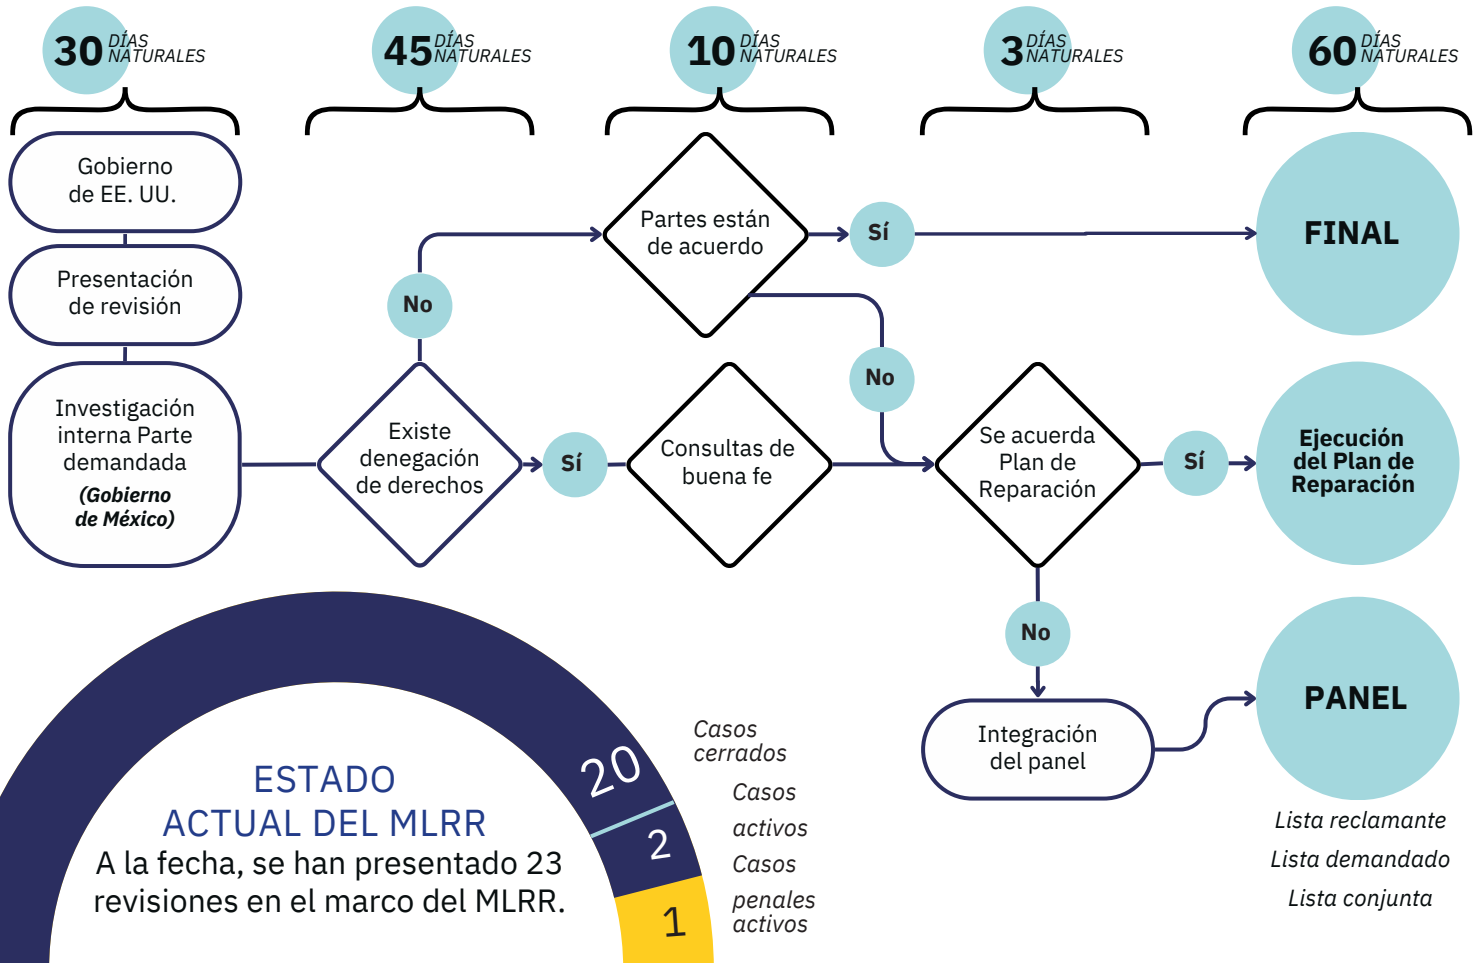 30 DÍAS
NATURALES
45 DÍAS
NATURALES
10 DÍAS
NATURALES
3 DÍAS
NATURALES
60 DÍAS
NATURALES
Gobierno
de EE. UU.
Presentación
de revisión
Investigación
interna Parte
demandada
(Gobierno
de México)
Existe
denegación
de derechos
No
Sí
Partes están
de acuerdo
Sí
No
Consultas de
buena fe
Se acuerda
Plan de
Reparación
Sí
No
Integración
del panel
FINAL
Ejecución
del Plan de
Reparación
PANEL
Lista reclamante
Lista demandado
Lista conjunta
ESTADO
ACTUAL DEL MLRR
A la fecha, se han presentado 23
revisiones en el marco del MLRR.
20
Casos
cerrados
2
Casos
activos
1
Casos
penales
activos